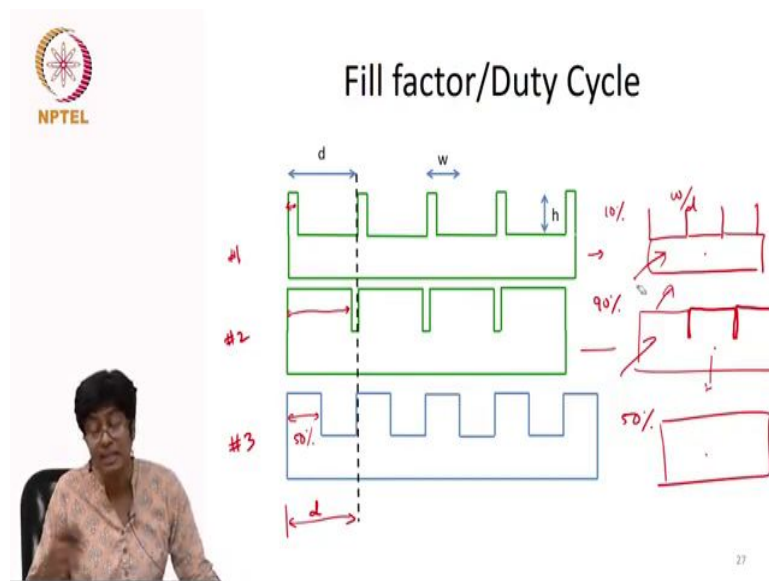 NPTEL
Fill factor/Duty Cycle
d
w
h
10%
w/d
#1
90%
#2
50%
50%
#3
d
27